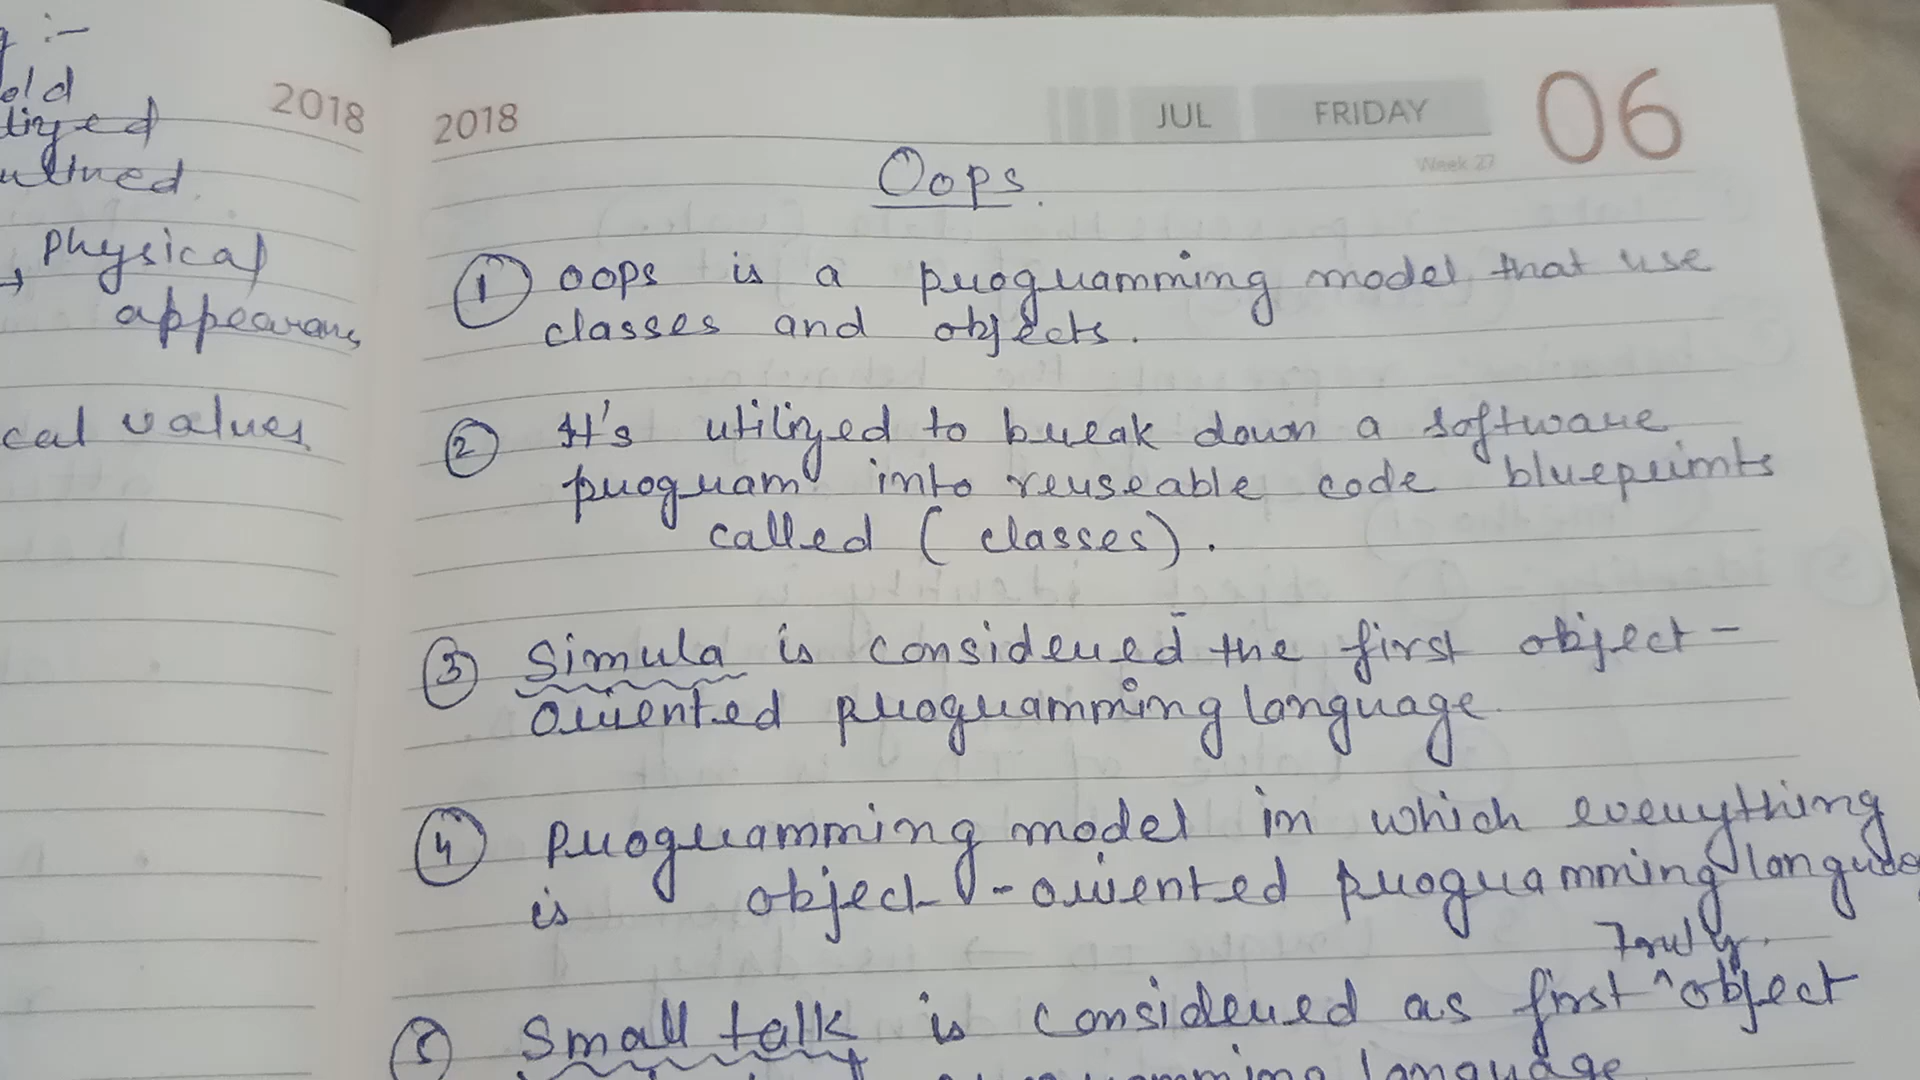 :-
old
2018
Physical
appearans
cal values
2018 JUL FRIDAY 06
Week 27
Oops.
① OOPS is a programming model that use
classes and objects.
② It's utilized to break down a software
program into reuseable code blueprints
called (classes).
③ Simula is considered the first object-
oriented programming language.
④ Programming model in which everything
is object-oriented programming
Truly
⑤ Small talk is considered as first ^ object
language